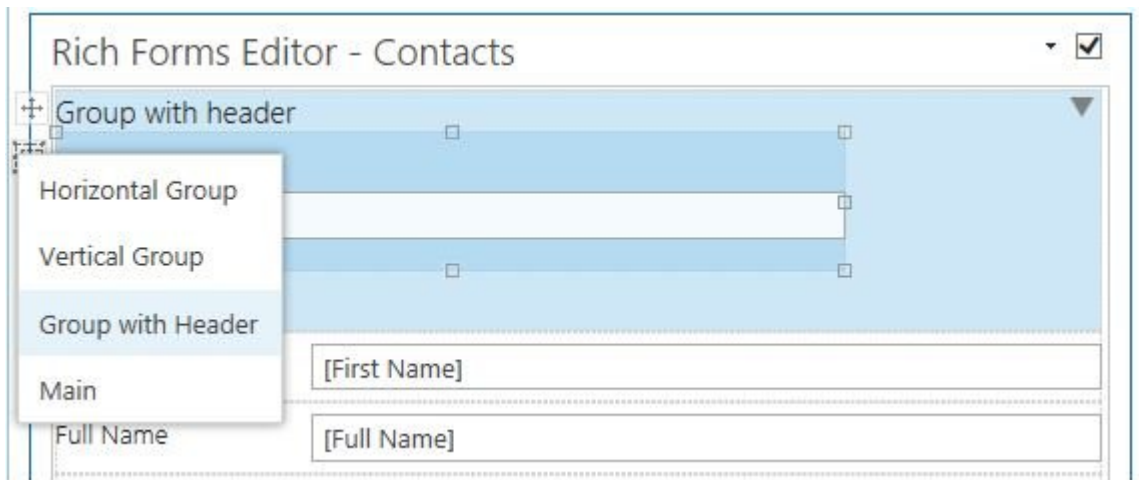 Rich Forms Editor - Contacts
Group with header
Horizontal Group
Vertical Group
Group with Header
Main
[First Name]
Full Name
[Full Name]